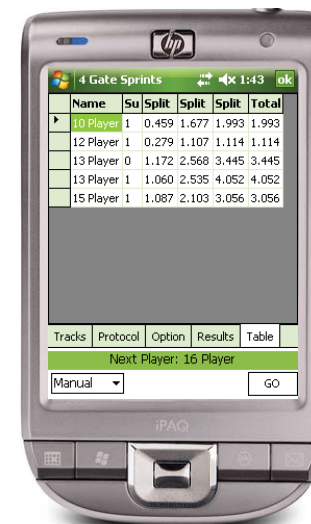 hp
4 Gate Sprints 1:43 ok
Name Su Split Split Split Total
10 Player 1 0.459 1.677 1.993 1.993
12 Player 1 0.279 1.107 1.114 1.114
13 Player 0 1.172 2.568 3.445 3.445
13 Player 1 1.060 2.535 4.052 4.052
15 Player 1 1.087 2.103 3.056 3.056
Tracks Protocol Option Results Table
Next Player: 16 Player
Manual GO
iPAQ